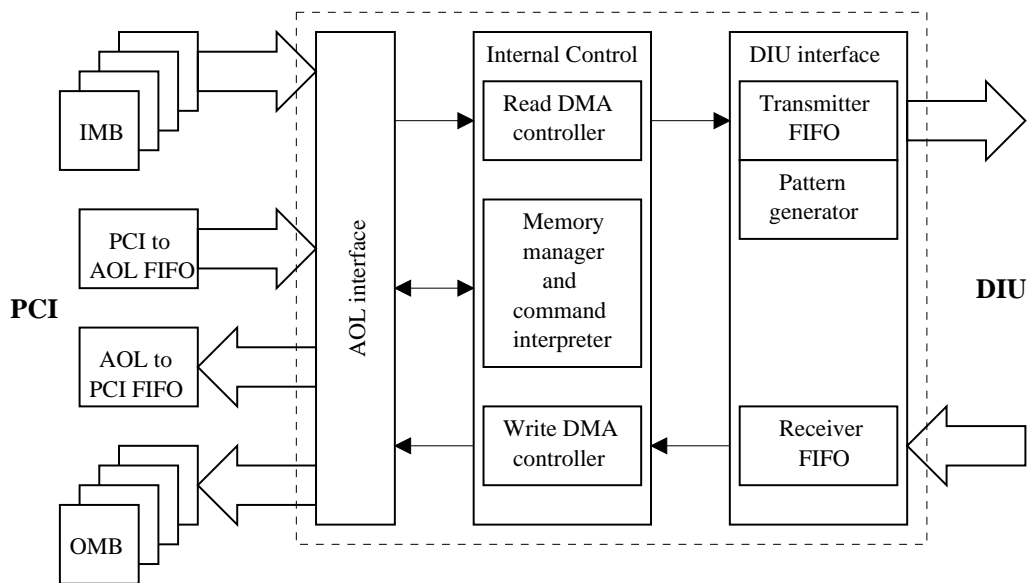 PCI
IMB
PCI to
AOL FIFO
AOL to
PCI FIFO
OMB
AOL interface
Internal Control
Read DMA
controller
Memory
manager
and
command
interpreter
Write DMA
controller
DIU interface
Transmitter
FIFO
Pattern
generator
Receiver
FIFO
DIU